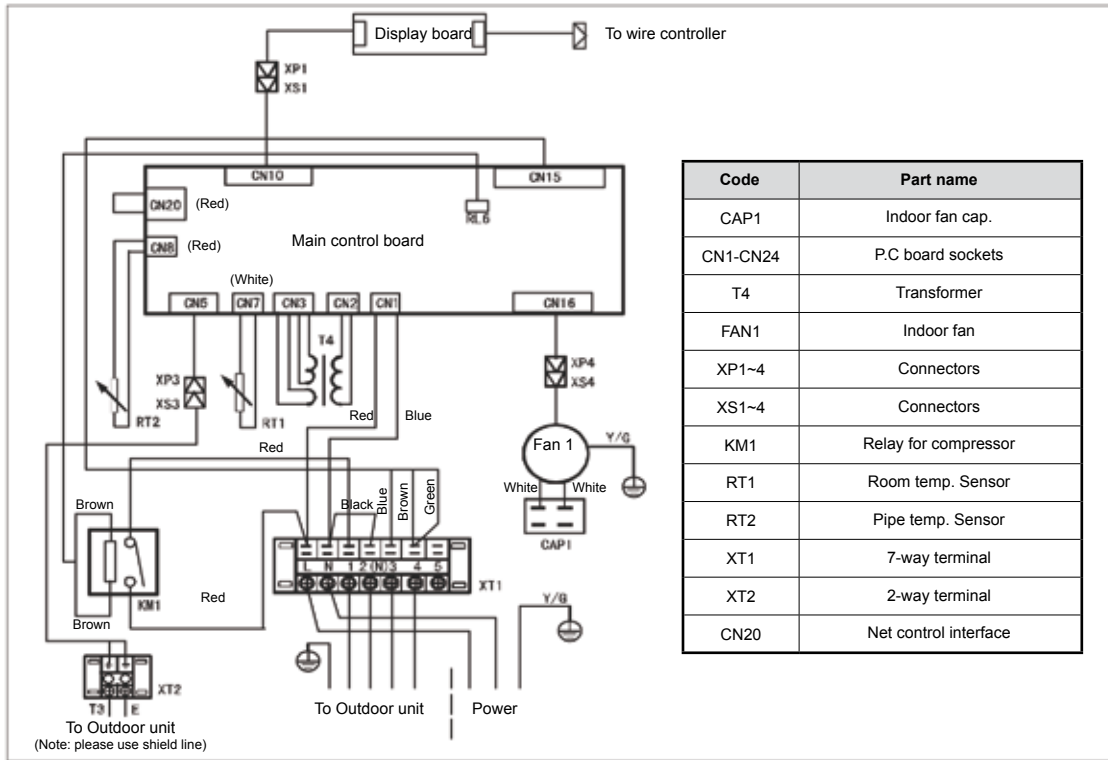 Display board
To wire controller
XP1
XS1
CN10
CN15
CN20
(Red)
RL6
CN8
(Red)
Main control board
(White)
CN5
CN7
CN3
CN2
CN1
CN16
T4
XP3
XS3
RT2
RT1
Red
Blue
XP4
XS4
Red
Fan 1
Y/G
White
White
Brown
Black
Blue
Brown
Green
CAP1
L N 1 2(N) 3 4 5
XT1
KM1
Red
Brown
Y/G
XT2
T3 E
To Outdoor unit
(Note: please use shield line)
To Outdoor unit
Power
Code Part name
CAP1 Indoor fan cap.
CN1-CN24 P.C board sockets
T4 Transformer
FAN1 Indoor fan
XP1~4 Connectors
XS1~4 Connectors
KM1 Relay for compressor
RT1 Room temp. Sensor
RT2 Pipe temp. Sensor
XT1 7-way terminal
XT2 2-way terminal
CN20 Net control interface